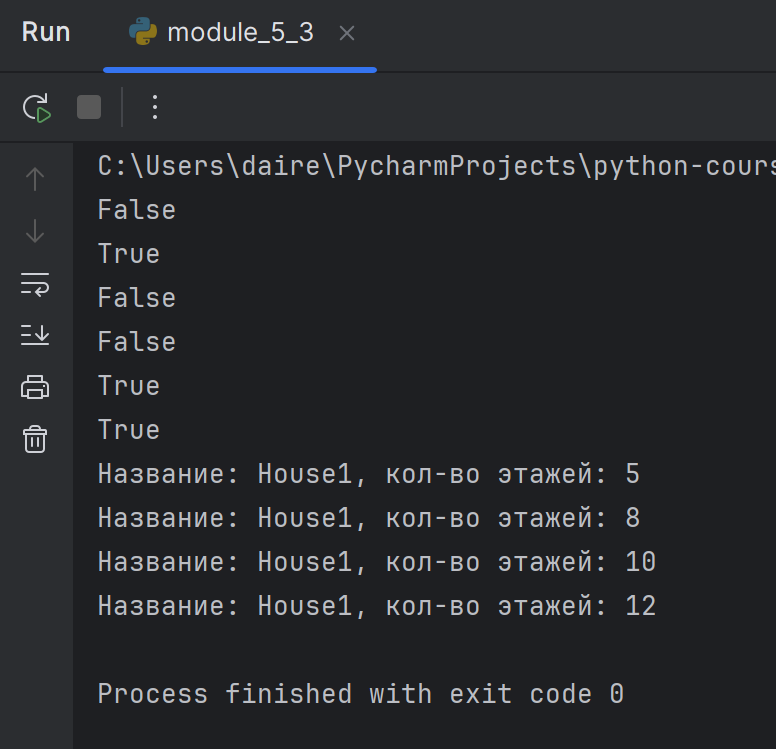 Run module_5_3
C:\Users\daire\PycharmProjects\python-cours
False
True
False
False
True
True
Название: House1, кол-во этажей: 5
Название: House1, кол-во этажей: 8
Название: House1, кол-во этажей: 10
Название: House1, кол-во этажей: 12
Process finished with exit code 0